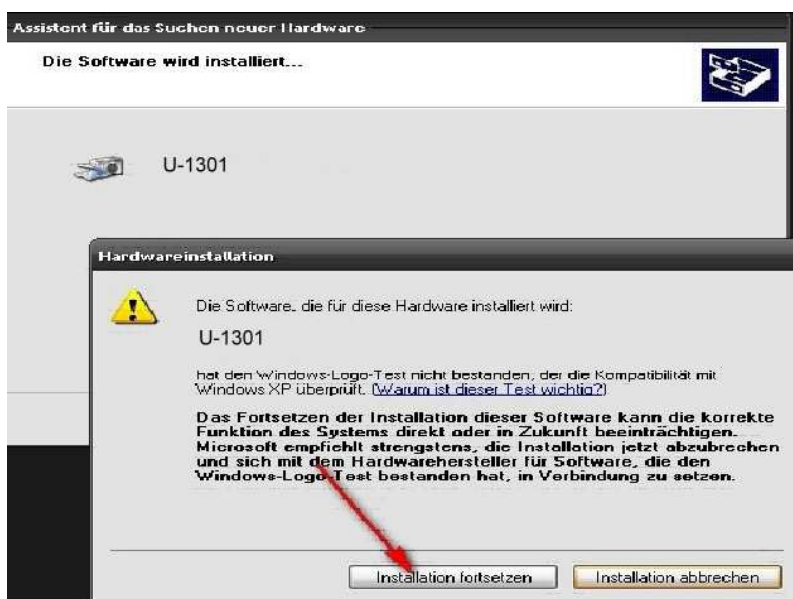 Assistent für das Suchen neuer Hardware
Die Software wird installiert...
U-1301
Hardwareinstallation
Die Software, die für diese Hardware installiert wird:
U-1301
hat den Windows-Logo-Test nicht bestanden, der die Kompatibilität mit
Windows XP überprüft. (Warum ist dieser Test wichtig?)
Das Fortsetzen der Installation dieser Software kann die korrekte
Funktion des Systems direkt oder in Zukunft beeinträchtigen.
Microsoft empfiehlt strengstens, die Installation jetzt abzubrechen
und sich mit dem Hardwarehersteller für Software, die den
Windows-Logo-Test bestanden hat, in Verbindung zu setzen.
Installation fortsetzen
Installation abbrechen